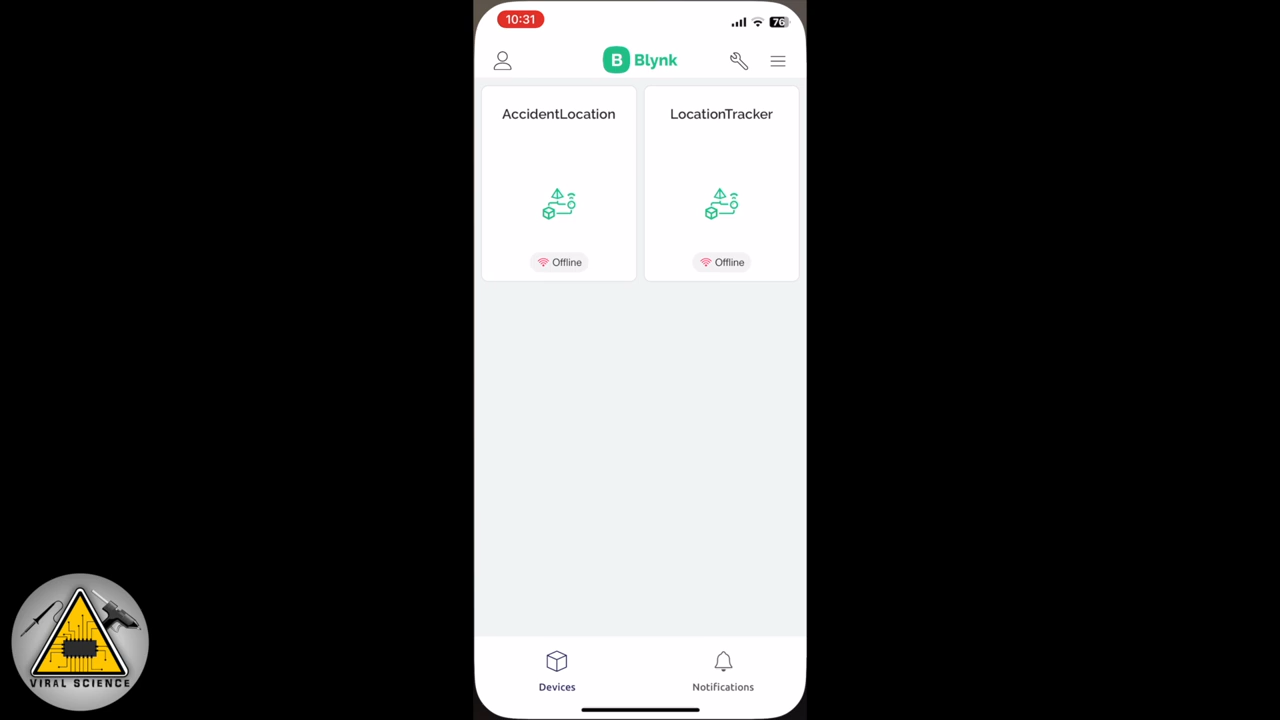 10:31
76
B Blynk
AccidentLocation
LocationTracker
Offline
Offline
Devices
Notifications
VIRAL SCIENCE